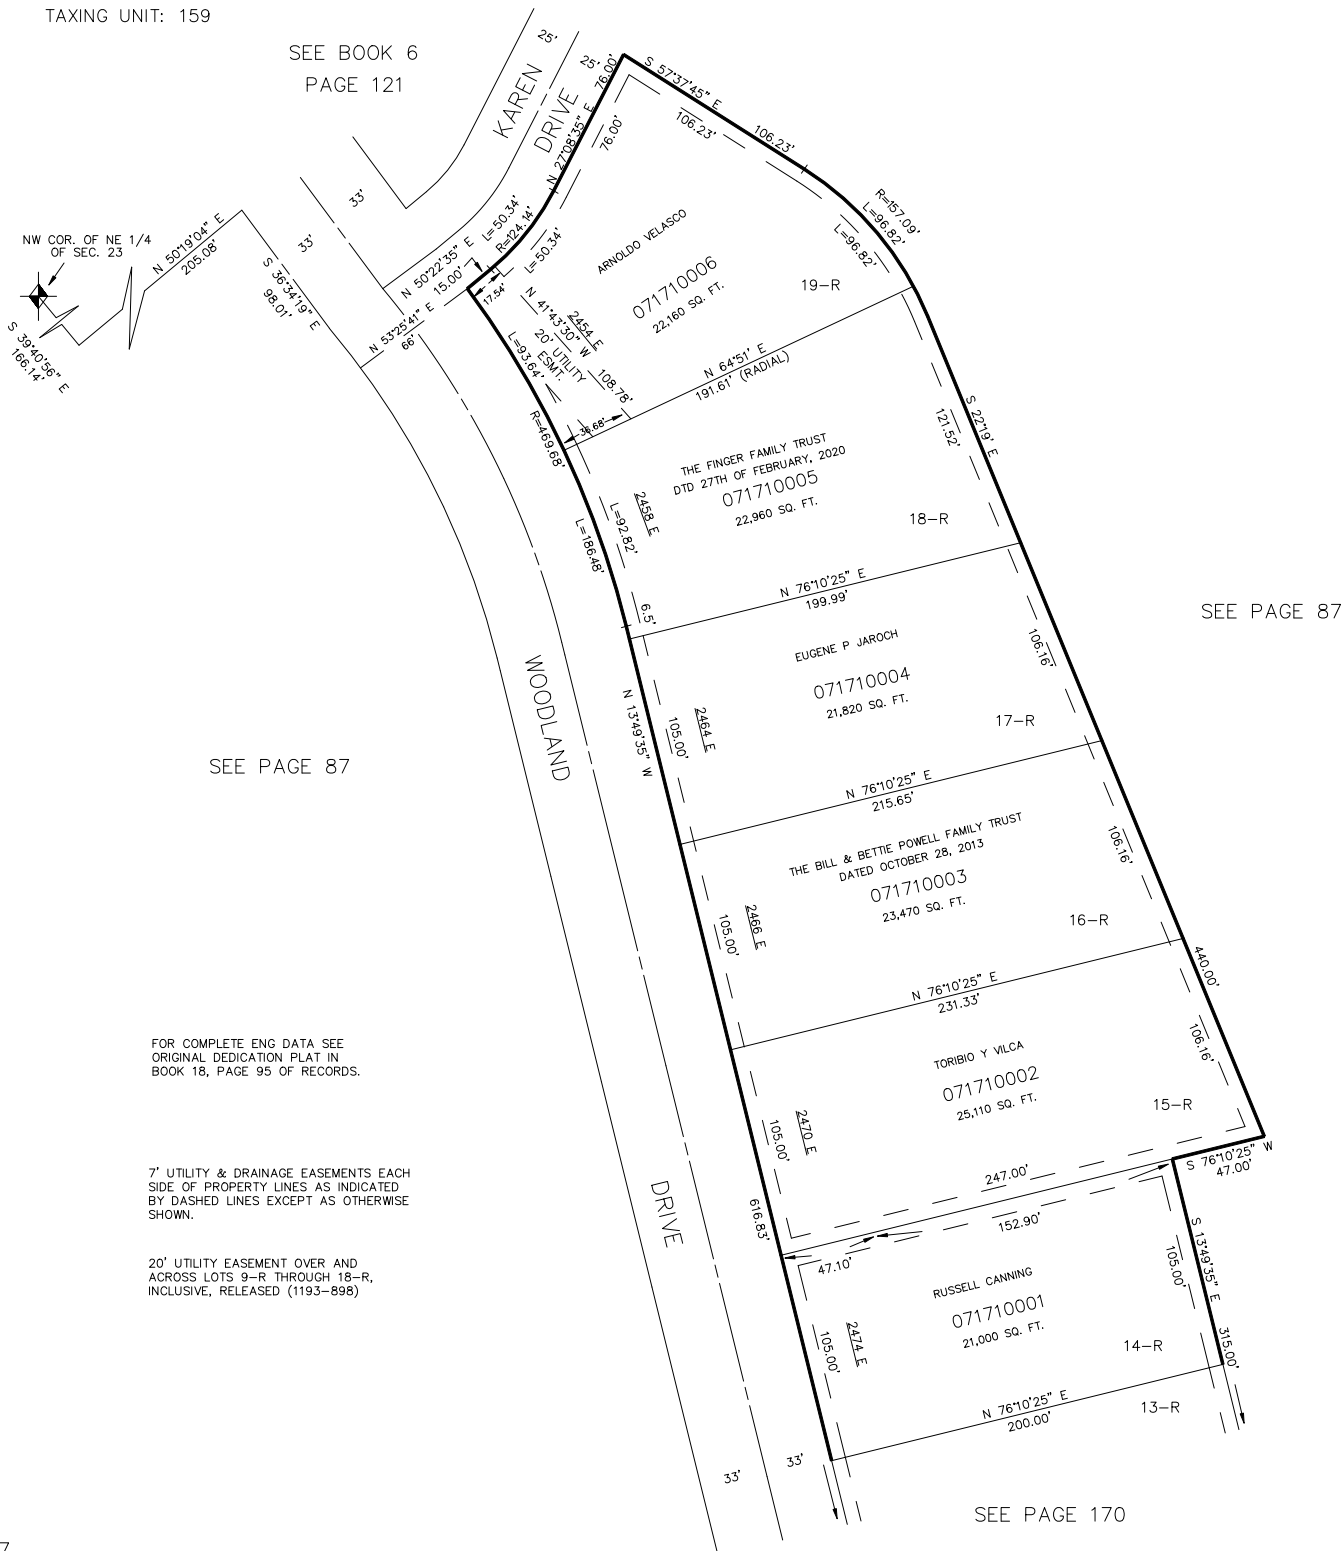 TAXING UNIT: 159
SEE BOOK 6
PAGE 121
KAREN
DRIVE
25'
25'
76.00'
N 27°08'35" E
76.00'
S 57°37'45" E
106.23'
106.23'
R=157.09'
L=96.82'
L=96.82'
33'
33'
NW COR. OF NE 1/4
OF SEC. 23
N 50°19'04" E
205.08'
S 36°34'19" E
98.01'
S 39°40'56" E
166.14'
N 50°22'35" E
15.00'
L=50.34'
R=124.14'
L=50.34'
N 53°25'41" E
66'
17.54'
ARNOLDO VELASCO
071710006
22,160 SQ. FT.
19-R
2454 E
N 41°43'30" W
108.78'
20' UTILITY
ESMT.
L=93.64'
36.68'
R=469.68'
N 64°51' E
191.61' (RADIAL)
THE FINGER FAMILY TRUST
DTD 27TH OF FEBRUARY, 2020
071710005
22,960 SQ. FT.
18-R
2458 E
L=92.82'
L=186.48'
6.5'
121.52'
S 22°19' E
N 76°10'25" E
199.99'
SEE PAGE 87
EUGENE P JAROCH
071710004
21,820 SQ. FT.
17-R
2464 E
105.00'
N 13°49'35" W
106.16'
WOODLAND
SEE PAGE 87
N 76°10'25" E
215.65'
THE BILL & BETTIE POWELL FAMILY TRUST
DATED OCTOBER 28, 2013
071710003
23,470 SQ. FT.
16-R
2466 E
105.00'
106.16'
440.00'
N 76°10'25" E
231.33'
TORIBIO Y VILCA
071710002
25,110 SQ. FT.
15-R
2470 E
105.00'
106.16'
FOR COMPLETE ENG DATA SEE
ORIGINAL DEDICATION PLAT IN
BOOK 18, PAGE 95 OF RECORDS.
7' UTILITY & DRAINAGE EASEMENTS EACH
SIDE OF PROPERTY LINES AS INDICATED
BY DASHED LINES EXCEPT AS OTHERWISE
SHOWN.
20' UTILITY EASEMENT OVER AND
ACROSS LOTS 9-R THROUGH 18-R,
INCLUSIVE, RELEASED (1193-898)
DRIVE
616.83'
247.00'
S 76°10'25" W
47.00'
152.90'
47.10'
RUSSELL CANNING
071710001
21,000 SQ. FT.
14-R
2474 E
105.00'
105.00'
S 13°49'35" E
315.00'
N 76°10'25" E
200.00'
13-R
33'
33'
SEE PAGE 170
7